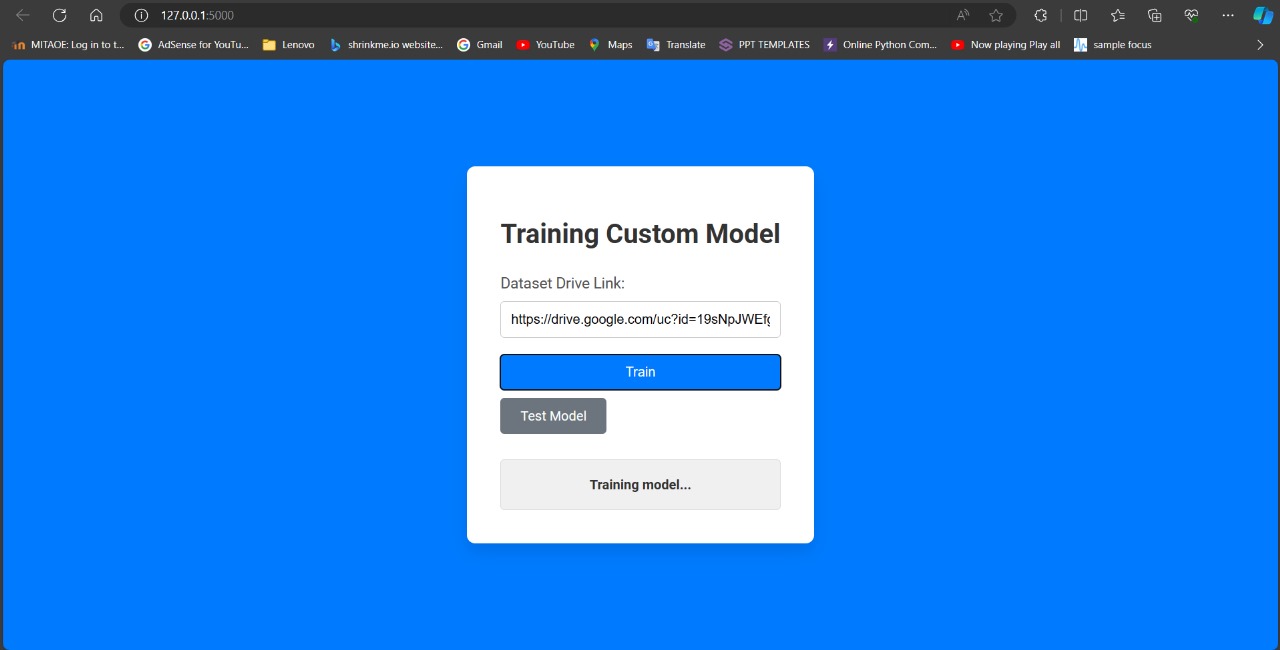 127.0.0.1:5000
MITAOE: Log in to t... AdSense for YouTu... Lenovo shrinkme.io website... Gmail YouTube Maps Translate PPT TEMPLATES Online Python Com... Now playing Play all sample focus
Training Custom Model
Dataset Drive Link:
https://drive.google.com/uc?id=19sNpJWEf
Train
Test Model
Training model...